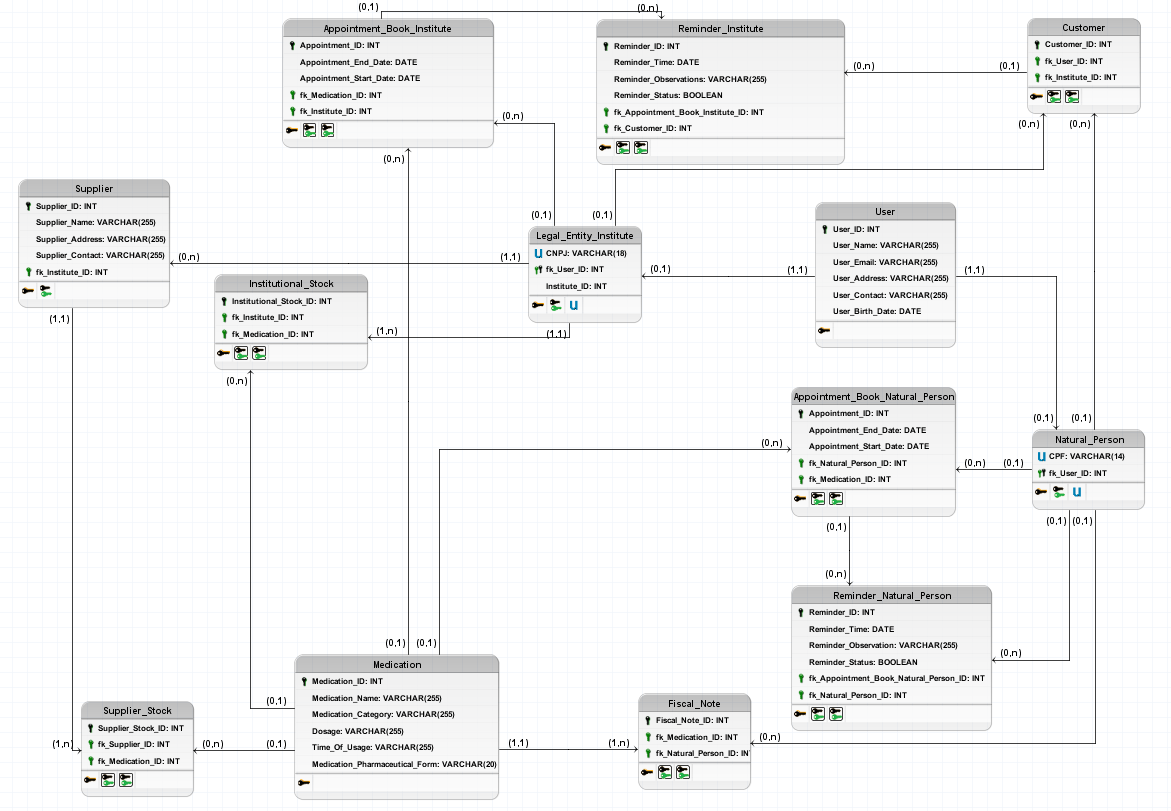 (0,1)
(0,n)
Appointment_Book_Institute
Appointment_ID: INT
Appointment_End_Date: DATE
Appointment_Start_Date: DATE
fk_Medication_ID: INT
fk_Institute_ID: INT
(0,n)
(0,n)
Reminder_Institute
Reminder_ID: INT
Reminder_Time: DATE
Reminder_Observations: VARCHAR(255)
Reminder_Status: BOOLEAN
fk_Appointment_Book_Institute_ID: INT
fk_Customer_ID: INT
(0,n)
(0,1)
Customer
Customer_ID: INT
fk_User_ID: INT
fk_Institute_ID: INT
(0,n)
(0,n)
Supplier
Supplier_ID: INT
Supplier_Name: VARCHAR(255)
Supplier_Address: VARCHAR(255)
Supplier_Contact: VARCHAR(255)
fk_Institute_ID: INT
(0,n)
(1,1)
(0,1)
(0,1)
Legal_Entity_Institute
U CNPJ: VARCHAR(18)
fk_User_ID: INT
Institute_ID: INT
U
(1,1)
(1,1)
(0,1)
(1,1)
User
User_ID: INT
User_Name: VARCHAR(255)
User_Email: VARCHAR(255)
User_Address: VARCHAR(255)
User_Contact: VARCHAR(255)
User_Birth_Date: DATE
(1,1)
Institutional_Stock
Institutional_Stock_ID: INT
fk_Institute_ID: INT
fk_Medication_ID: INT
(1,n)
(0,n)
Appointment_Book_Natural_Person
Appointment_ID: INT
Appointment_End_Date: DATE
Appointment_Start_Date: DATE
fk_Natural_Person_ID: INT
fk_Medication_ID: INT
(0,n)
(0,n)
(0,1)
(0,1)
(0,1)
(0,1)
Natural_Person
U CPF: VARCHAR(14)
fk_User_ID: INT
U
(0,1)
(0,1)
(0,n)
Reminder_Natural_Person
Reminder_ID: INT
Reminder_Time: DATE
Reminder_Observation: VARCHAR(255)
Reminder_Status: BOOLEAN
fk_Appointment_Book_Natural_Person_ID: INT
fk_Natural_Person_ID: INT
(0,n)
(0,1)
(0,1)
Medication
Medication_ID: INT
Medication_Name: VARCHAR(255)
Medication_Category: VARCHAR(255)
Dosage: VARCHAR(255)
Time_Of_Usage: VARCHAR(255)
Medication_Pharmaceutical_Form: VARCHAR(20)
(0,1)
(0,1)
(1,1)
Supplier_Stock
Supplier_Stock_ID: INT
fk_Supplier_ID: INT
fk_Medication_ID: INT
(1,n)
(0,n)
Fiscal_Note
Fiscal_Note_ID: INT
fk_Medication_ID: INT
fk_Natural_Person_ID: IN
(1,n)
(0,n)